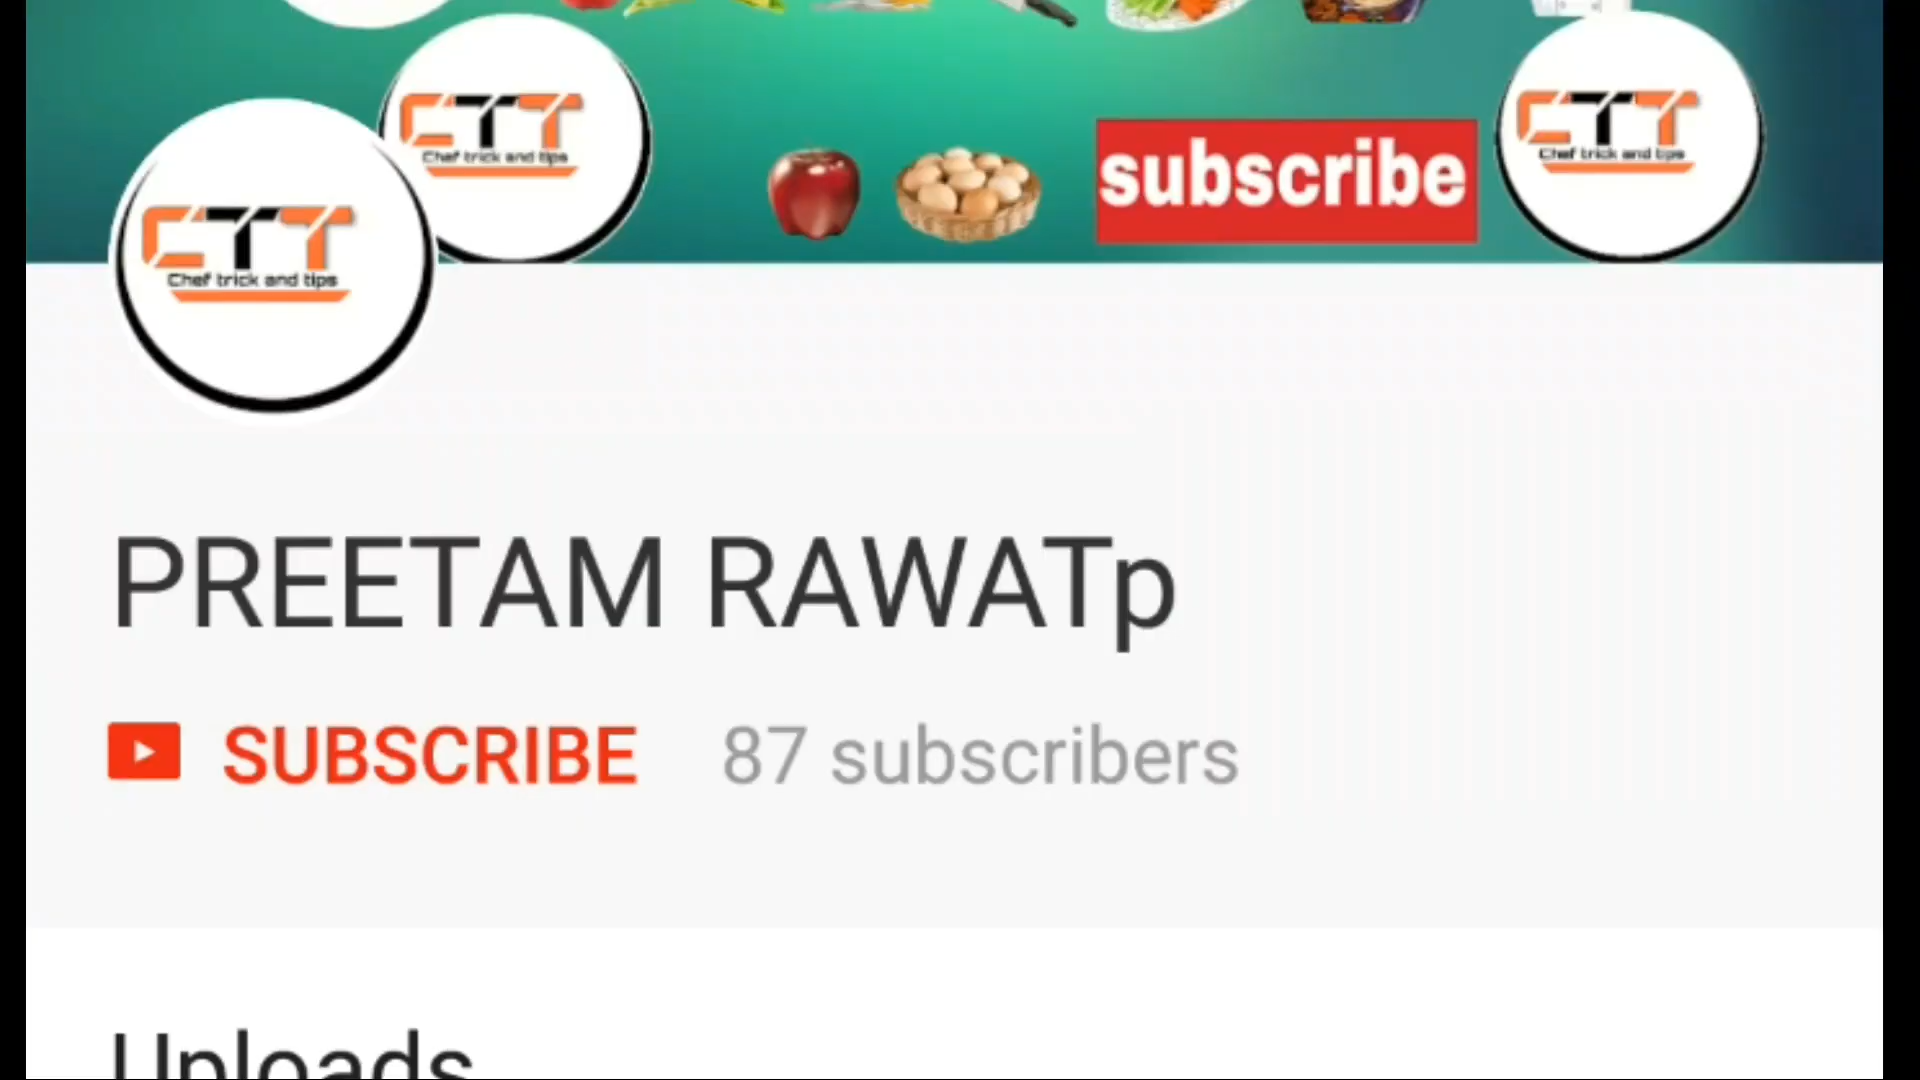 CTT
Chef trick and tips
subscribe
CTT
Chef trick and tips
CTT
Chef trick and tips
PREETAM RAWATp
SUBSCRIBE 87 subscribers
Uploads